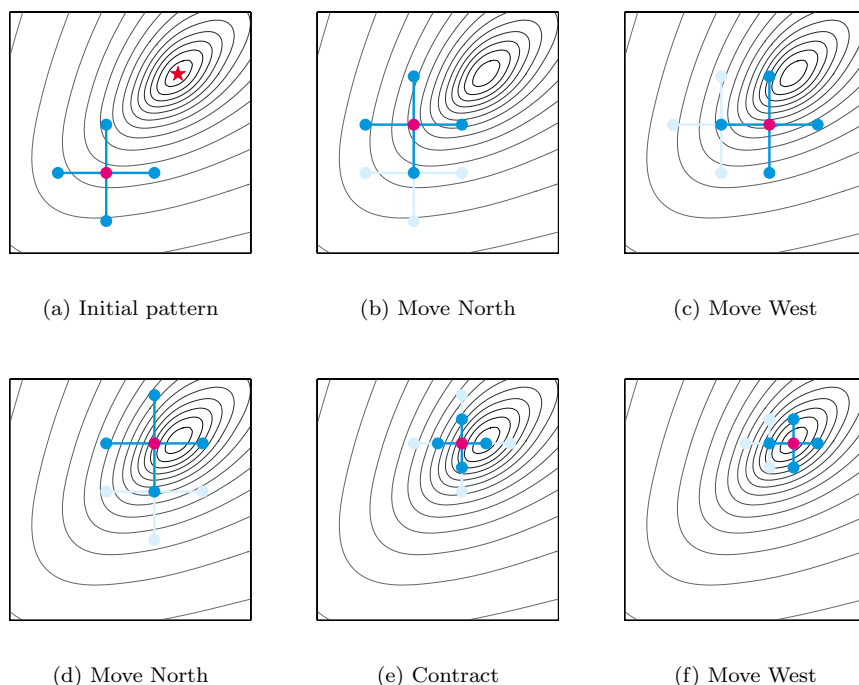 (a) Initial pattern
(b) Move North
(c) Move West
(d) Move North
(e) Contract
(f) Move West